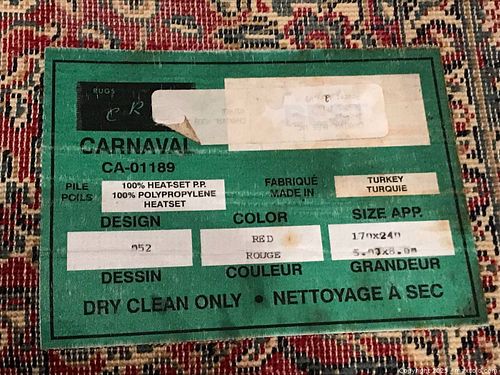 RUGS
CARNAVAL
CA-01189
PILE
POILS
100% HEAT-SET P.P.
100% POLYPROPYLENE
HEATSET
FABRIQUÉ
MADE IN
TURKEY
TURQUIE
DESIGN
COLOR
SIZE APP.
052
RED
ROUGE
170x240
DESSIN
COULEUR
GRANDEUR
DRY CLEAN ONLY • NETTOYAGE A SEC